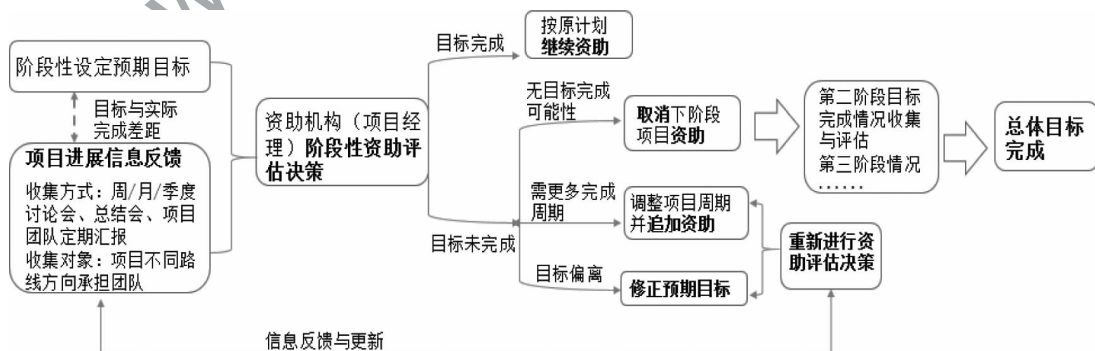 阶段性设定预期目标
目标与实际
完成差距
项目进展信息反馈
收集方式：周/月/季度
讨论会、总结会、项目
团队定期汇报
收集对象：项目不同路
线方向承担团队
资助机构（项目经
理）阶段性资助评
估决策
目标完成
按原计划
继续资助
目标未完成
无目标完成
可能性
取消下阶段
项目资助
需更多完成
周期
调整项目周期
并追加资助
目标偏离
修正预期目标
第二阶段目标
完成情况收集
与评估
第三阶段情况
......
总体目标
完成
重新进行资
助评估决策
信息反馈与更新